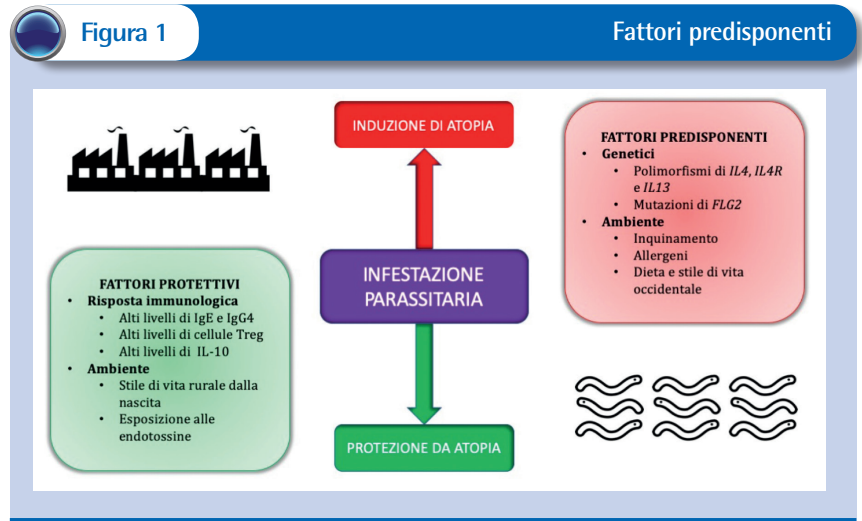 Figura 1
Fattori predisponenti
INDUZIONE DI ATOPIA
INFESTAZIONE
PARASSITARIA
PROTEZIONE DA ATOPIA
FATTORI PROTETTIVI
• Risposta immunologica
• Alti livelli di IgE e IgG4
• Alti livelli di cellule Treg
• Alti livelli di IL-10
• Ambiente
• Stile di vita rurale dalla
nascita
• Esposizione alle
endotossine
FATTORI PREDISPONENTI
• Genetici
• Polimorfismi di IL4, IL4R
e IL13
• Mutazioni di FLG2
• Ambiente
• Inquinamento
• Allergeni
• Dieta e stile di vita
occidentale